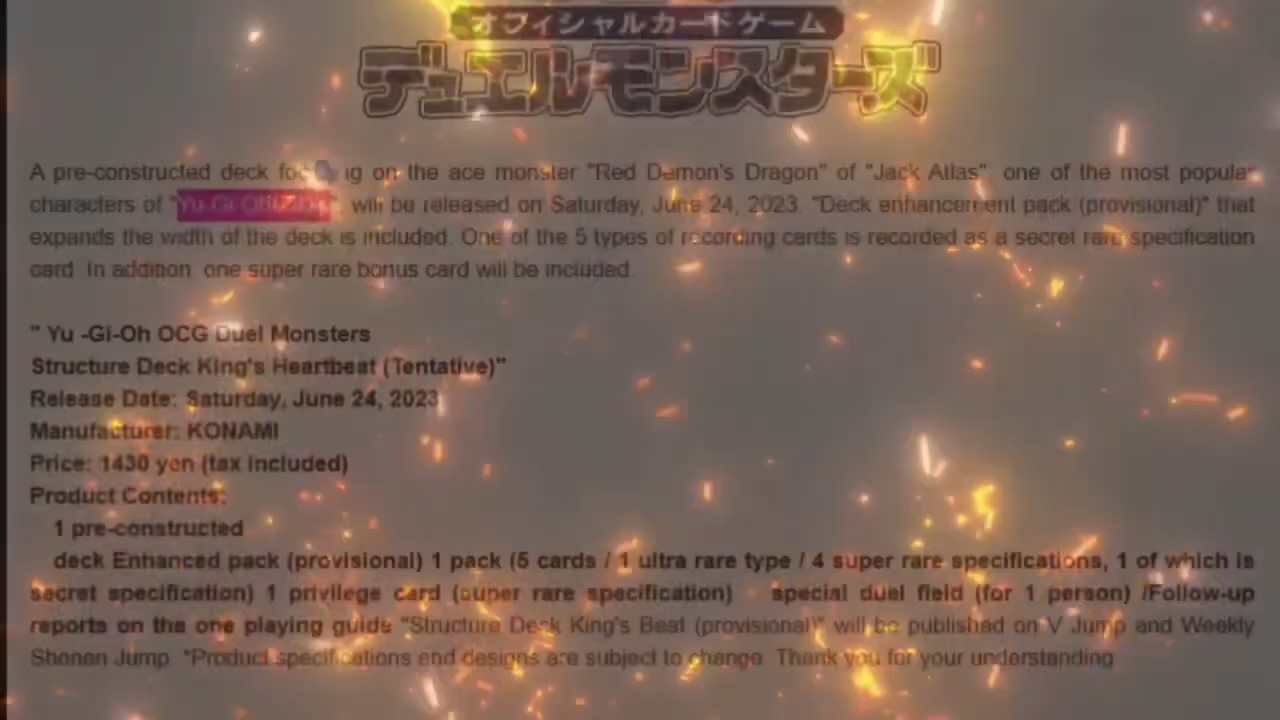 オフィシャルカードゲーム
デュエルモンスターズ
A pre-constructed deck on the ace monster "Red Demon's Dragon" of "Jack Atlas", one of the most popular
characters of will be released on Saturday, June 24, 2023. "Deck enhancement pack (provisional)" that
expands the width of the deck is included. One of the 5 types of recording cards is recorded as a secret rare specification
card. In addition, one super rare bonus card will be included.
" Yu -Gi-Oh OCG Duel Monsters
Structure Deck King's Heartbeat (Tentative)"
Release Date: Saturday, June 24, 2023
Manufacturer: KONAMI
Price: 1430 yen (tax included)
Product Contents:
1 pre-constructed
deck Enhanced pack (provisional) 1 pack (5 cards / 1 ultra rare type / 4 super rare specifications, 1 of which is
secret specification) 1 privilege card (super rare specification) special duel field (for 1 person) /Follow-up
reports on the one playing guide "Structure Deck King's Beat (provisional)" will be published on V Jump and Weekly
Shonen Jump. *Product specifications and designs are subject to change. Thank you for your understanding.